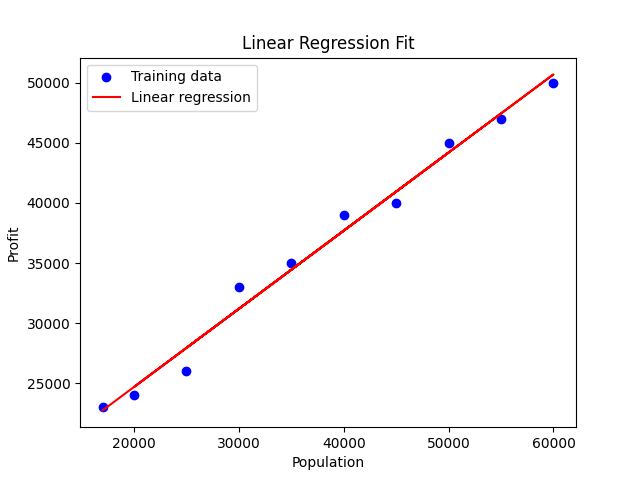 Linear Regression Fit
Training data
Linear regression
50000
45000
40000
35000
30000
25000
Profit
20000 30000 40000 50000 60000
Population